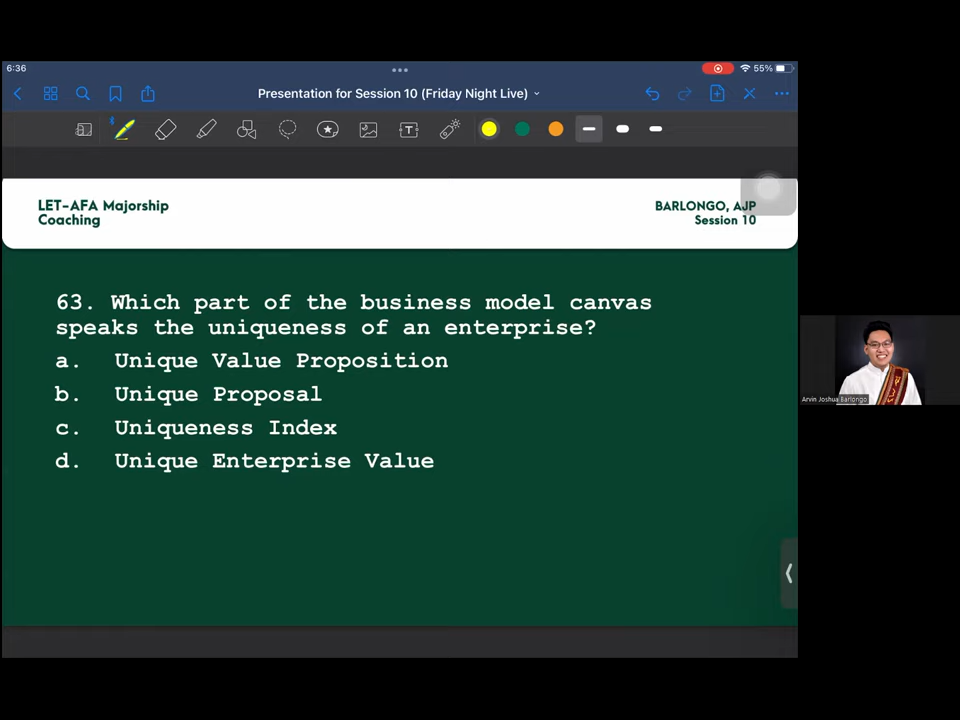 6:36
55%
Presentation for Session 10 (Friday Night Live)
T
LET-AFA Majorship
Coaching
BARLONGO, AJP
Session 10
63. Which part of the business model canvas
speaks the uniqueness of an enterprise?
a. Unique Value Proposition
b. Unique Proposal
c. Uniqueness Index
d. Unique Enterprise Value
Arvin Joshua Barlongo